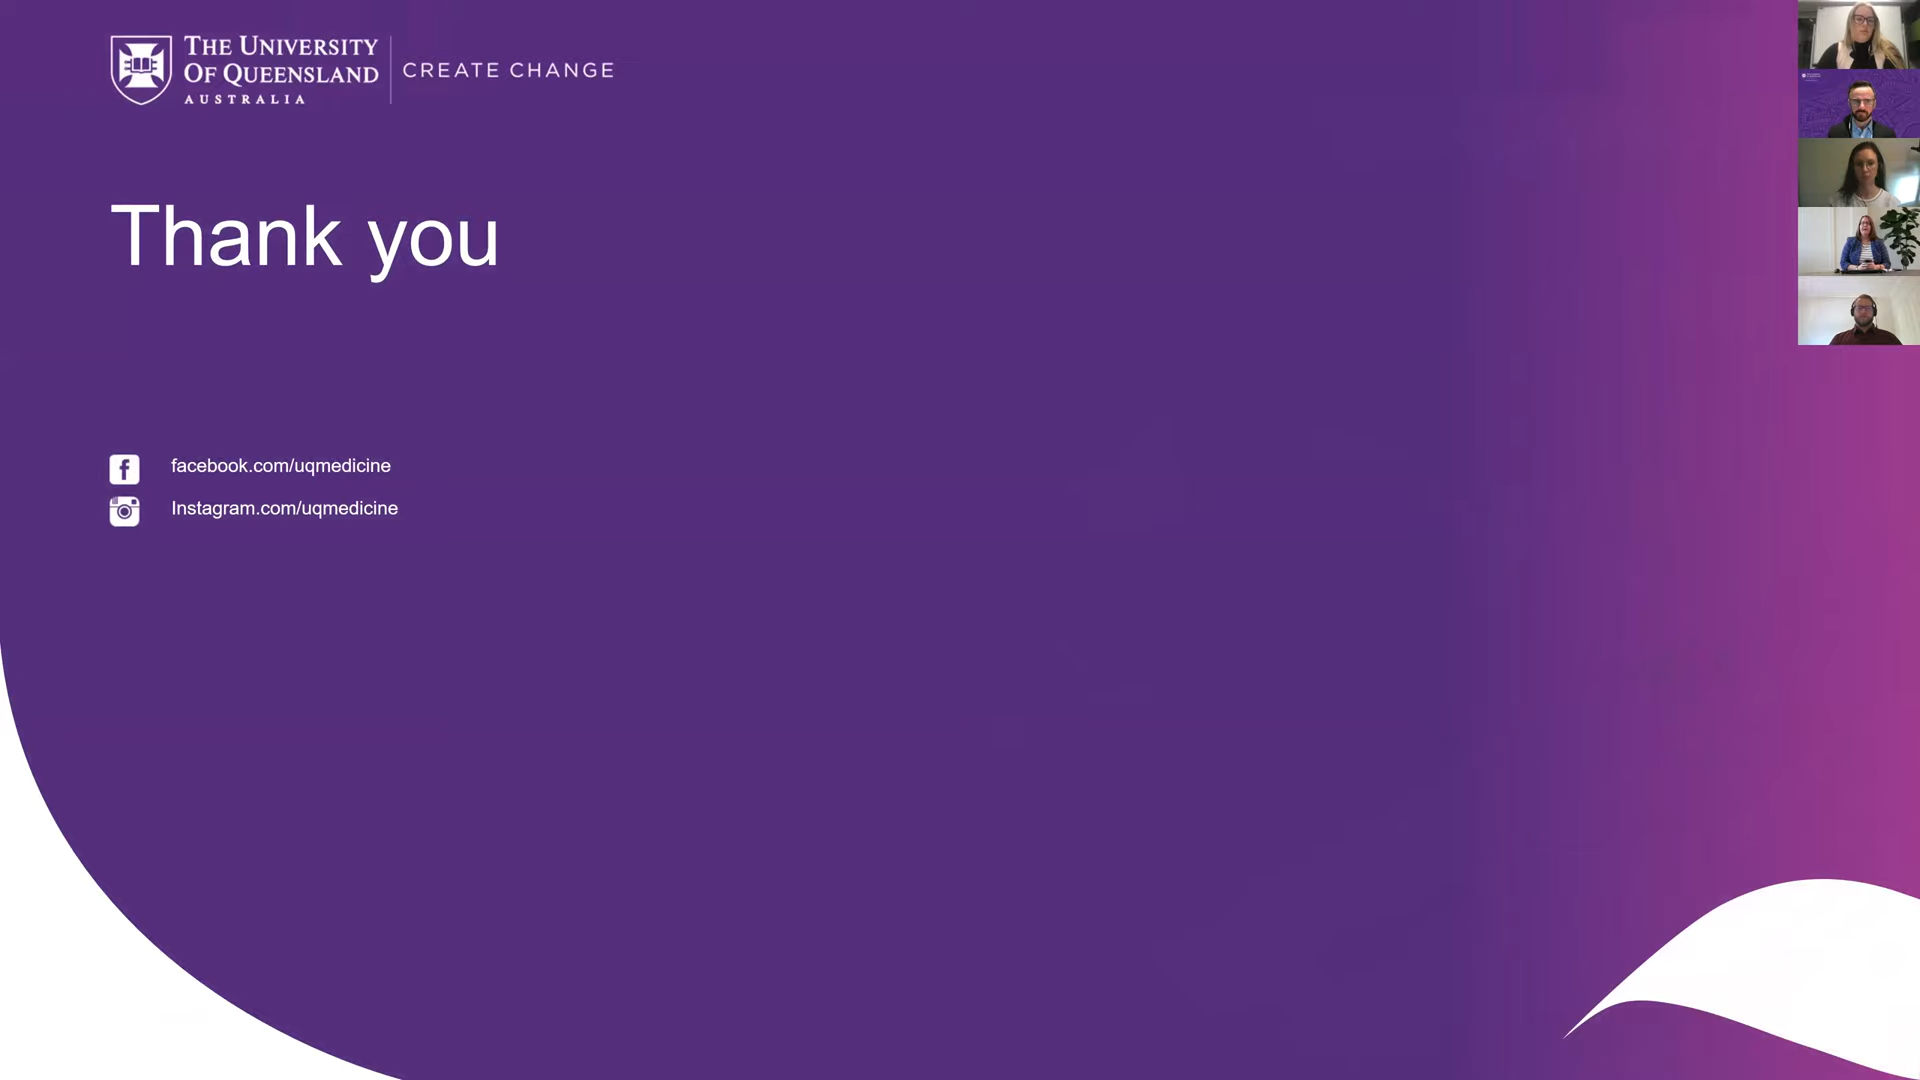 THE UNIVERSITY
OF QUEENSLAND
AUSTRALIA
CREATE CHANGE
Thank you
facebook.com/uqmedicine
Instagram.com/uqmedicine